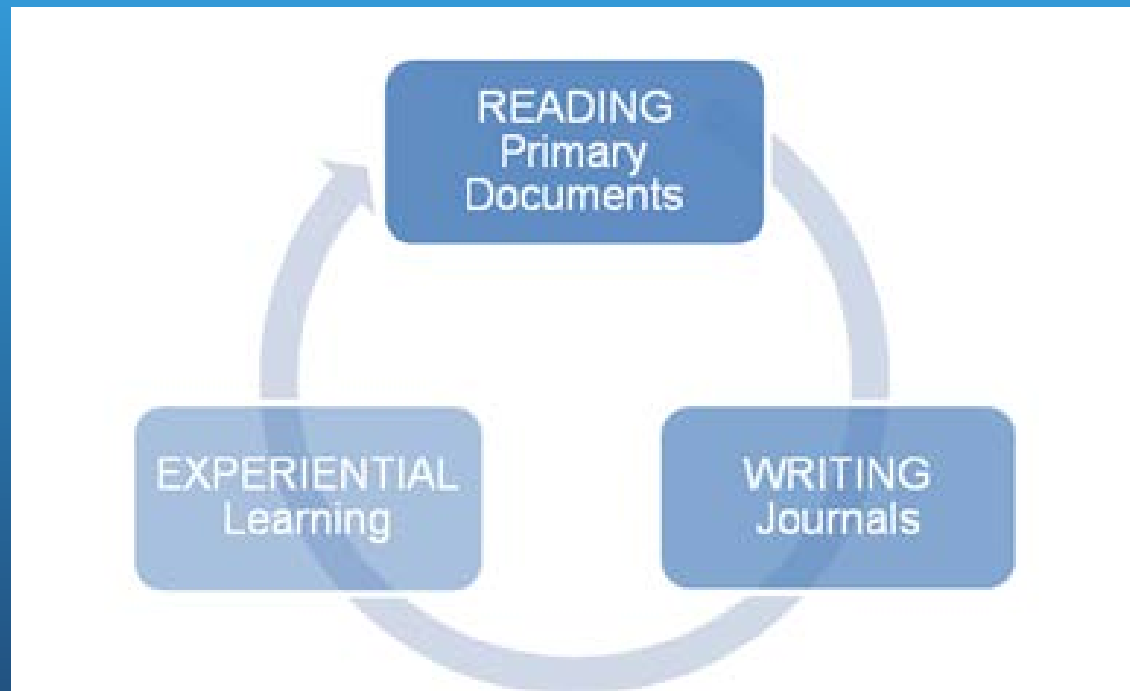 READING
Primary
Documents
EXPERIENTIAL
Learning
WRITING
Journals